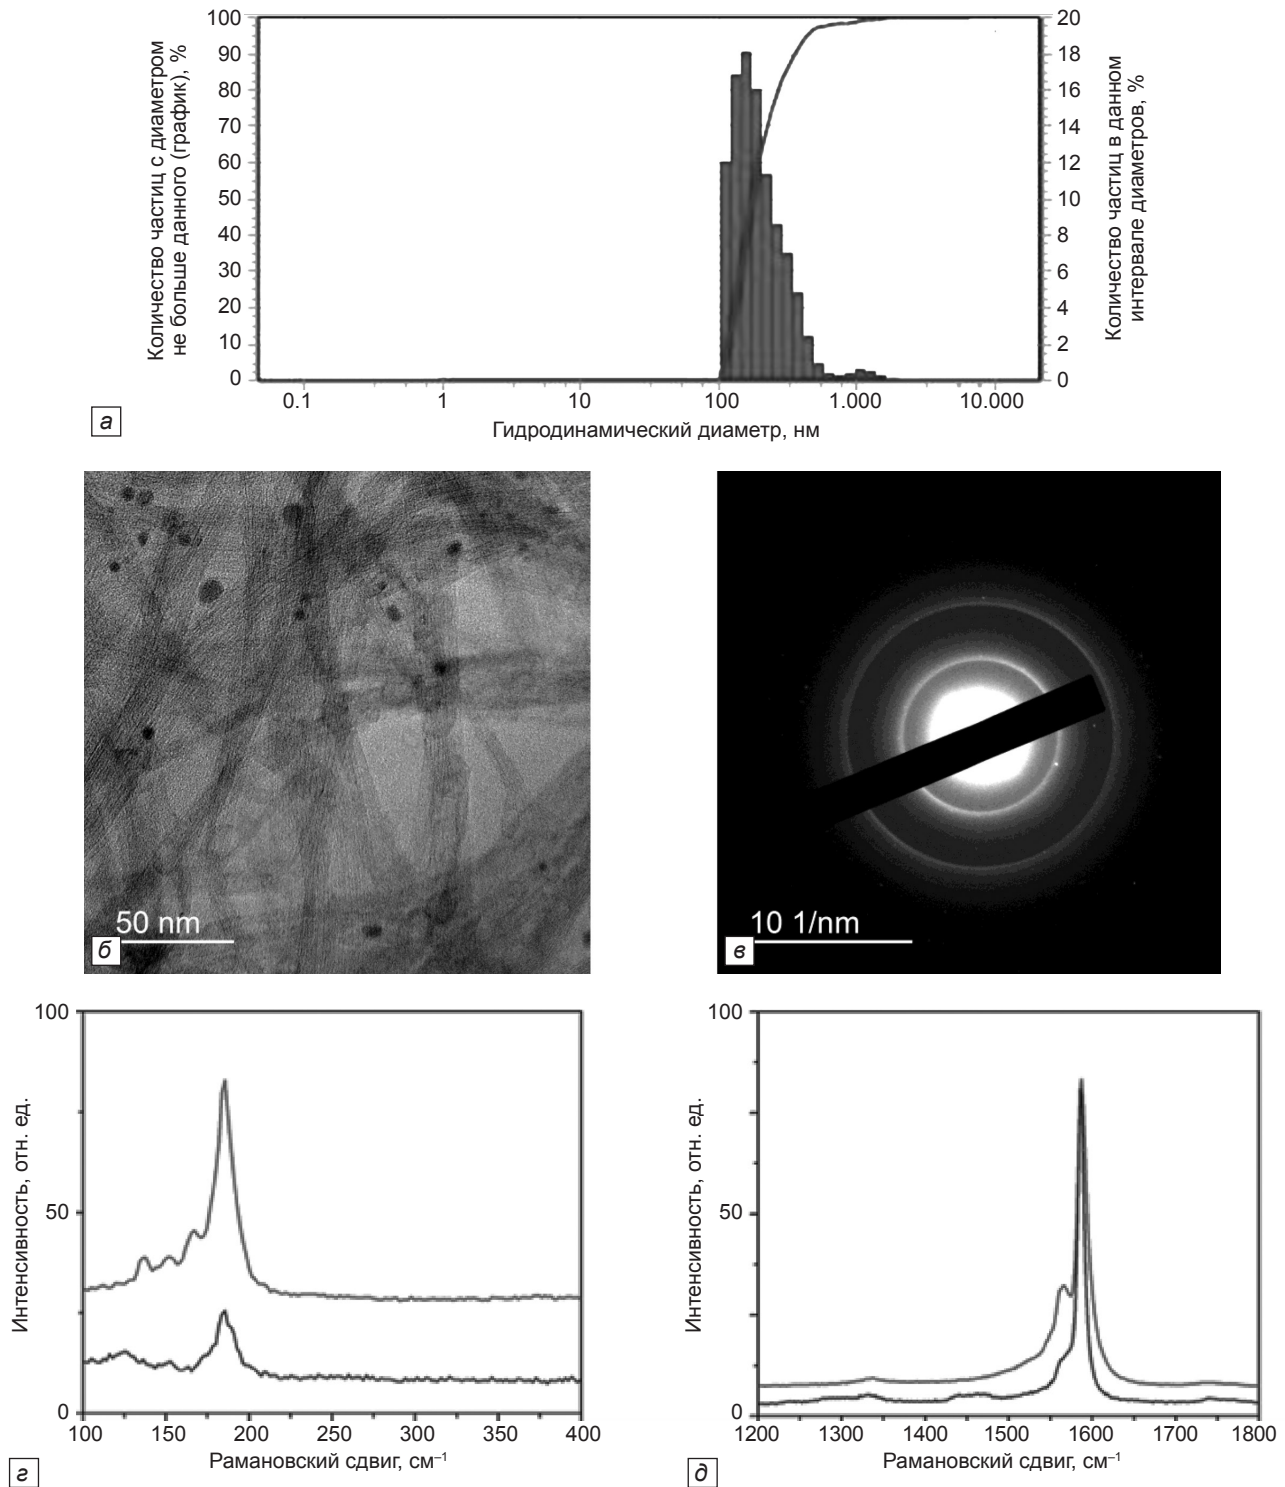 Количество частиц с диаметром
не больше данного (график), %
100
90
80
70
60
50
40
30
20
10
0
20
18
16
14
12
10
8
6
4
2
0
Количество частиц в данном
интервале диаметров, %
0.1 1 10 100 1.000 10.000
Гидродинамический диаметр, нм
а
50 nm
б
10 1/nm
в
Интенсивность, отн. ед.
100
50
0
100 150 200 250 300 350 400
Рамановский сдвиг, см⁻¹
г
Интенсивность, отн. ед.
100
50
0
1200 1300 1400 1500 1600 1700 1800
Рамановский сдвиг, см⁻¹
д